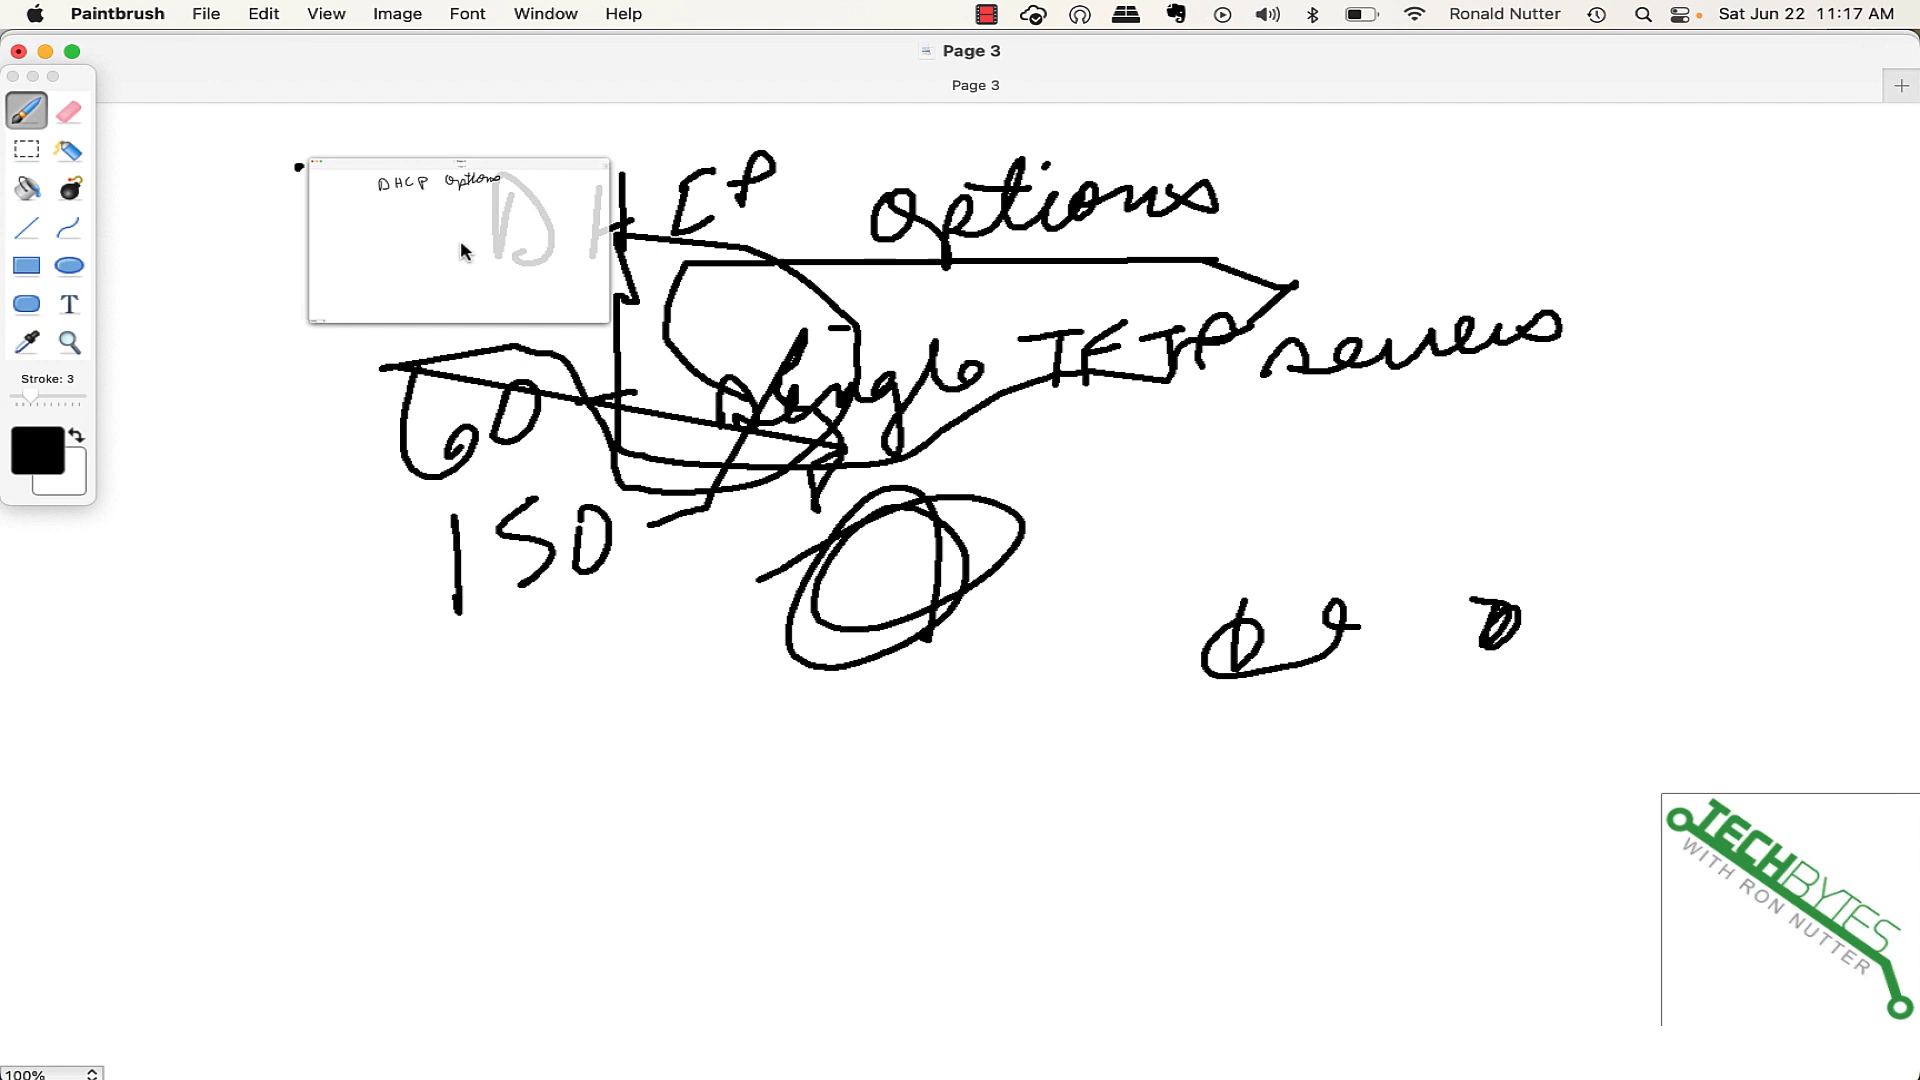 Paintbrush File Edit View Image Font Window Help Ronald Nutter Sat Jun 22 11:17 AM
Page 3
Page 3
DHCP options
DHCP options
Single TFTP servers
60
150
Stroke: 3
TECHBYTES
WITH RON NUTTER
100%